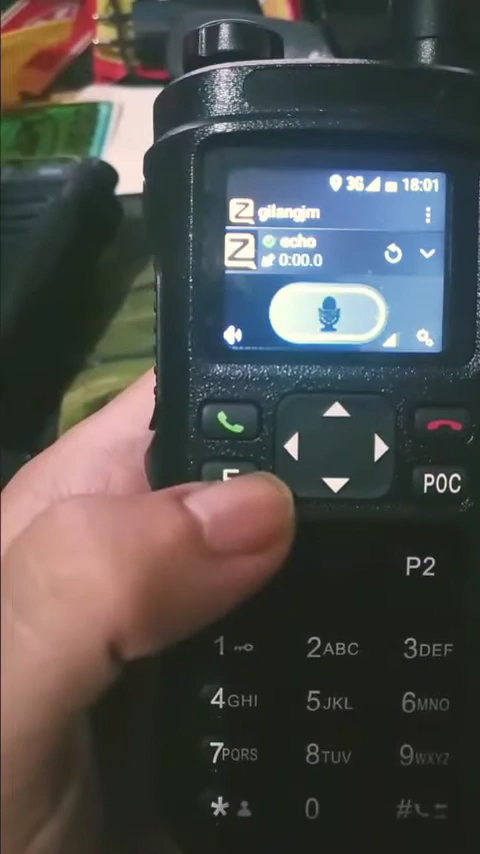 3G 18:01
Z gilangjm
Z echo
0:00.0
POC
P2
1 2ABC 3DEF
4GHI 5JKL 6MNO
7PQRS 8TUV 9WXYZ
* 0 #